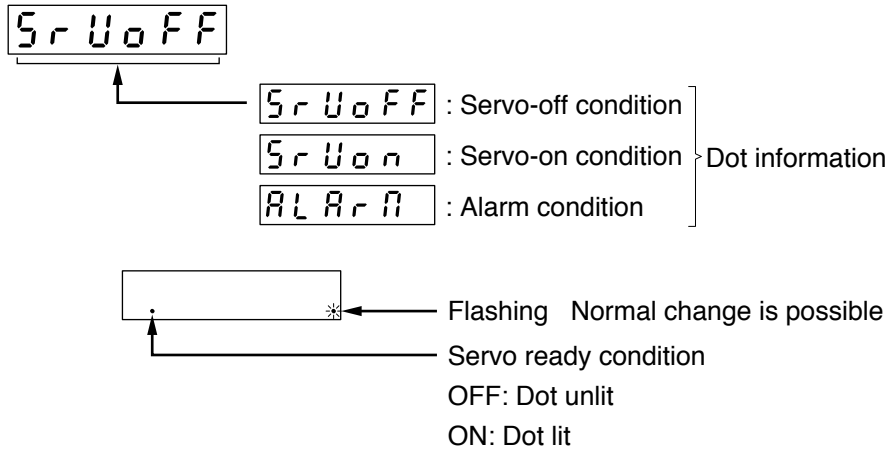 SrUoFF
SrUoFF : Servo-off condition
SrUon : Servo-on condition
Dot information
ALArM : Alarm condition
Flashing Normal change is possible
Servo ready condition
OFF: Dot unlit
ON: Dot lit